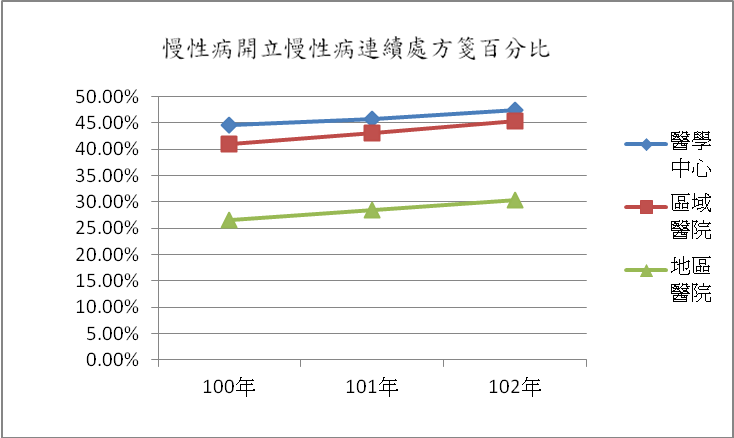 慢性病開立慢性病連續處方箋百分比
50.00%
45.00%
40.00%
35.00%
30.00%
25.00%
20.00%
15.00%
10.00%
5.00%
0.00%
100年
101年
102年
醫學
中心
區域
醫院
地區
醫院